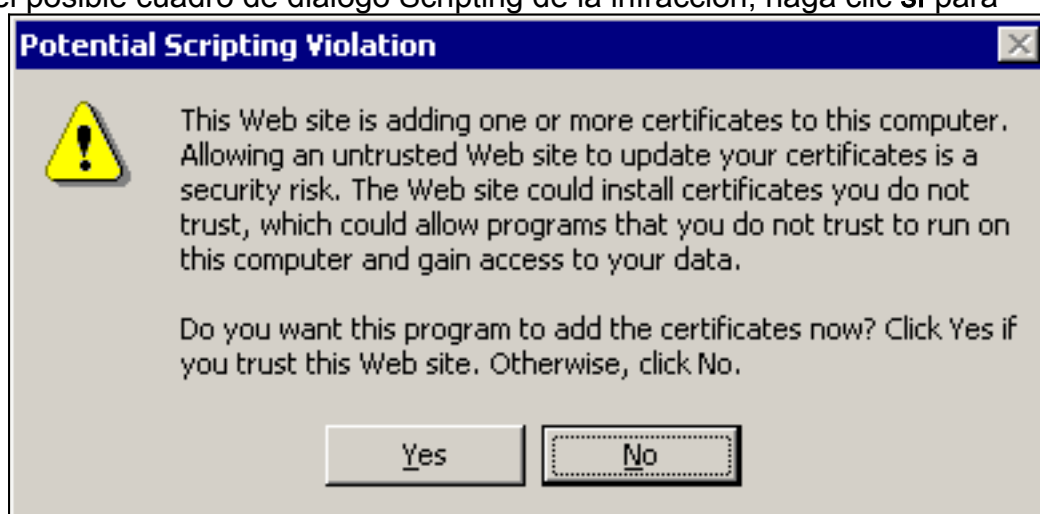 el posible cuadro de diálogo Scripting de la infracción, haga clic sí para
Potential Scripting Violation
This Web site is adding one or more certificates to this computer.
Allowing an untrusted Web site to update your certificates is a
security risk. The Web site could install certificates you do not
trust, which could allow programs that you do not trust to run on
this computer and gain access to your data.
Do you want this program to add the certificates now? Click Yes if
you trust this Web site. Otherwise, click No.
Yes
No